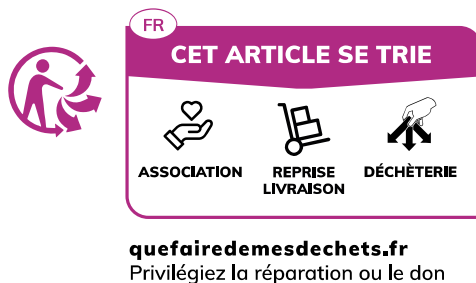 FR
CET ARTICLE SE TRIE
ASSOCIATION
REPRISE
LIVRAISON
DÉCHÈTERIE
quefairedemesdechets.fr
Privilégiez la réparation ou le don